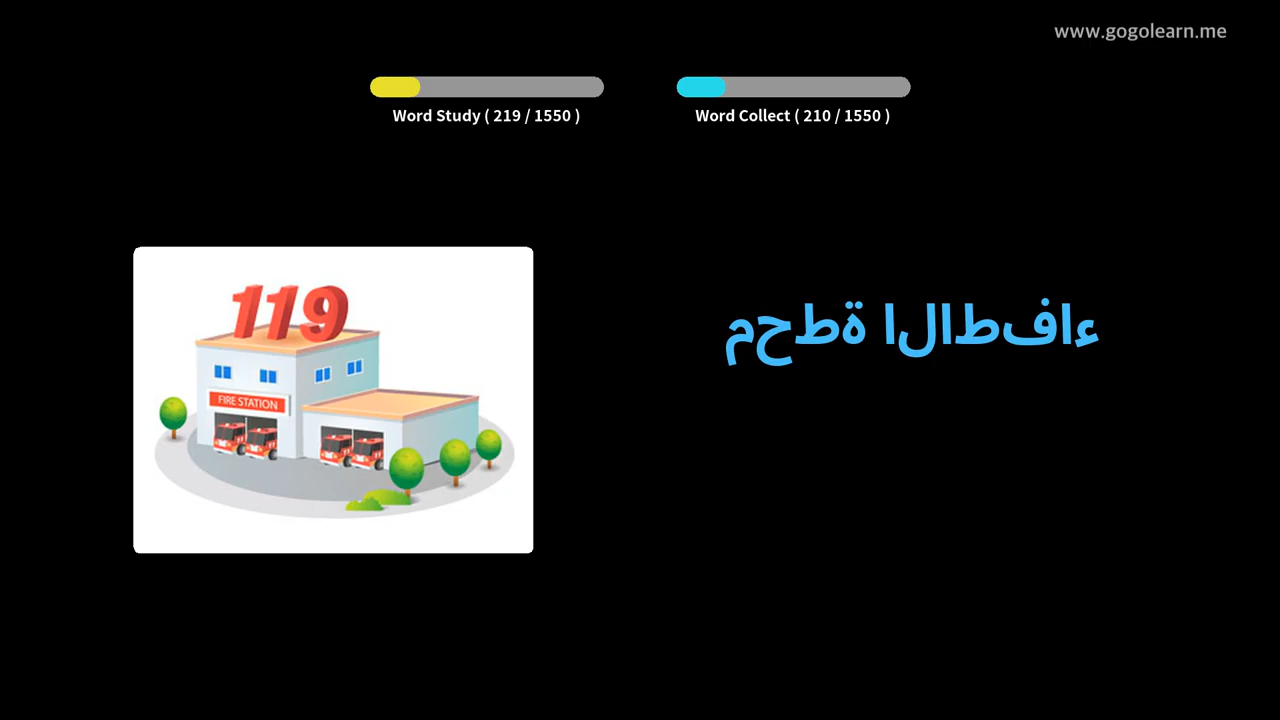 www.gogolearn.me
Word Study ( 219 / 1550 )
Word Collect ( 210 / 1550 )
119
FIRE STATION
محطة الاطفاء